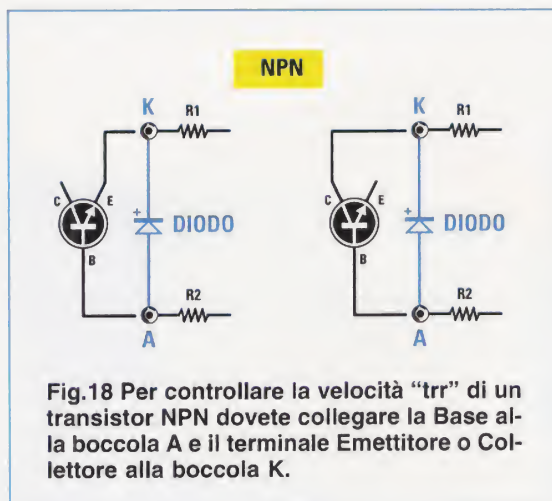 NPN
K
R1
C
E
B
+
DIODO
R2
A
K
R1
C
E
B
+
DIODO
R2
A
Fig.18 Per controllare la velocità "trr" di un
transistor NPN dovete collegare la Base al-
la boccola A e il terminale Emettitore o Col-
lettore alla boccola K.